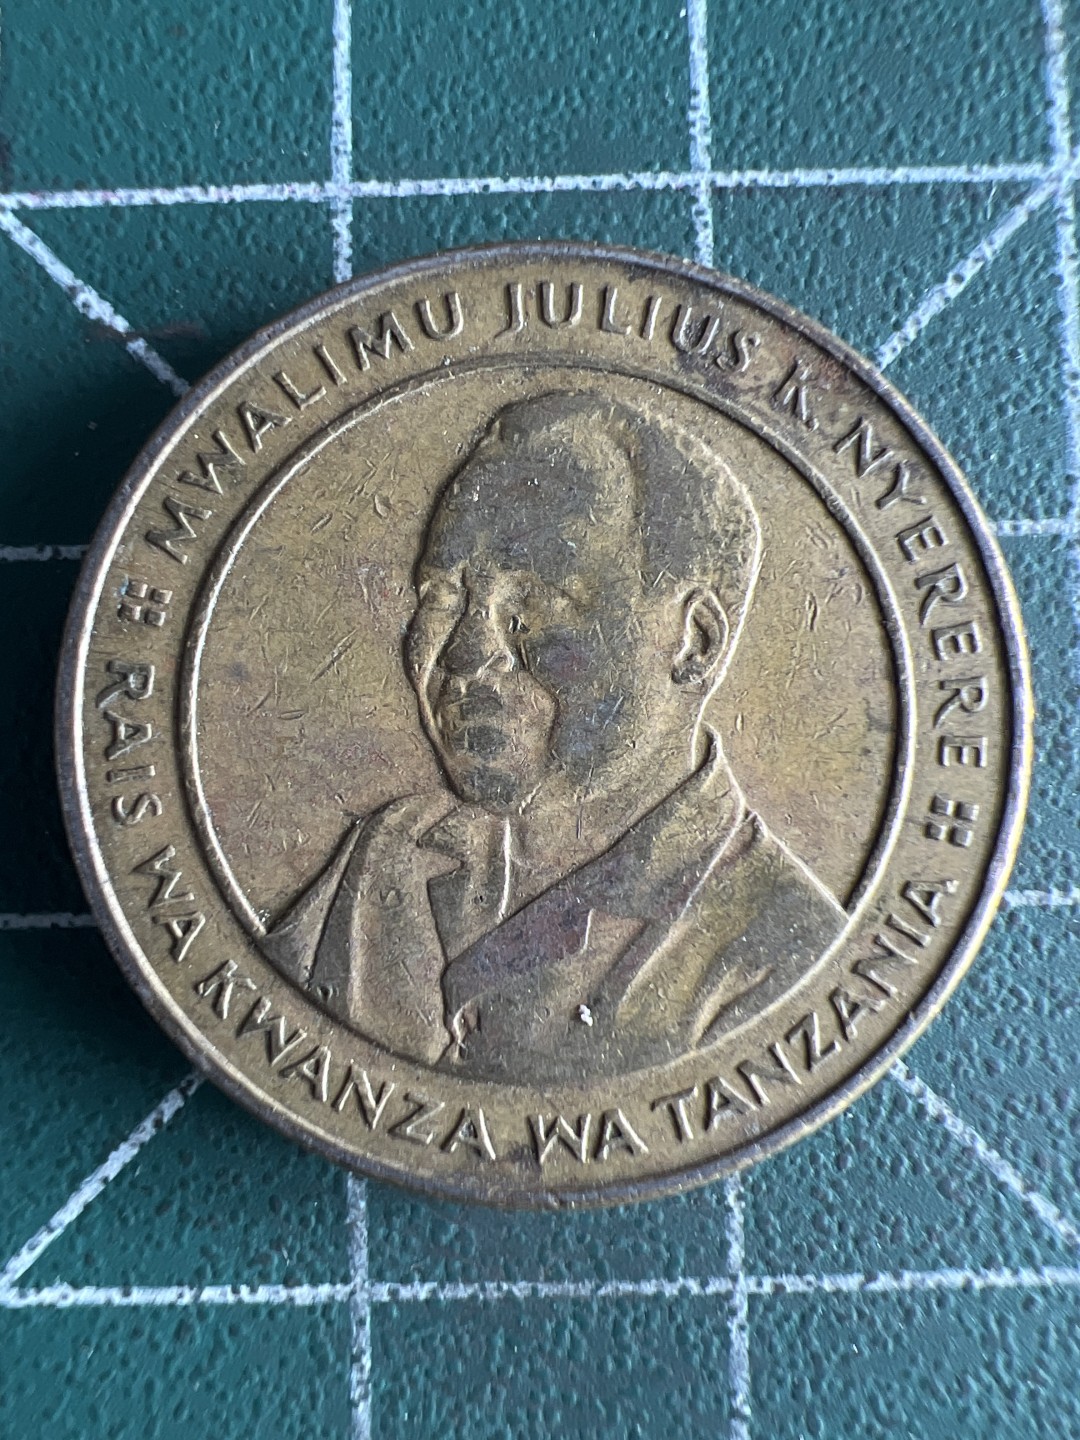 MWALIMU JULIUS K. NYERERE
RAIS WA KWANZA WA TANZANIA